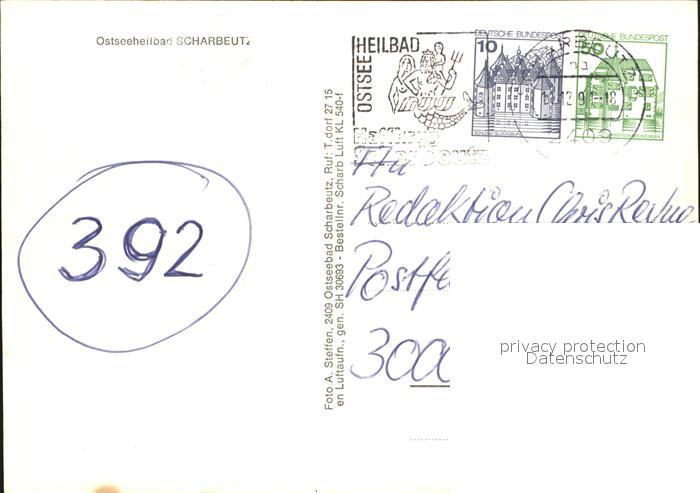 Ostseeheilbad SCHARBEUTZ
392
Foto A. Steffen, 2409 Ostseebad Scharbeutz, Ruf: T.dorf 27 15
en Luftaufn., gen. SH 30693 - Bestellnr. Scharb Luft KL 540-f
OSTSEE
HEILBAD
DEUTSCHE BUNDESPOST
10
DEUTSCHE BUNDESPOST
50
2409
An
Redaktion Chris
Postf
300
privacy protection
Datenschutz